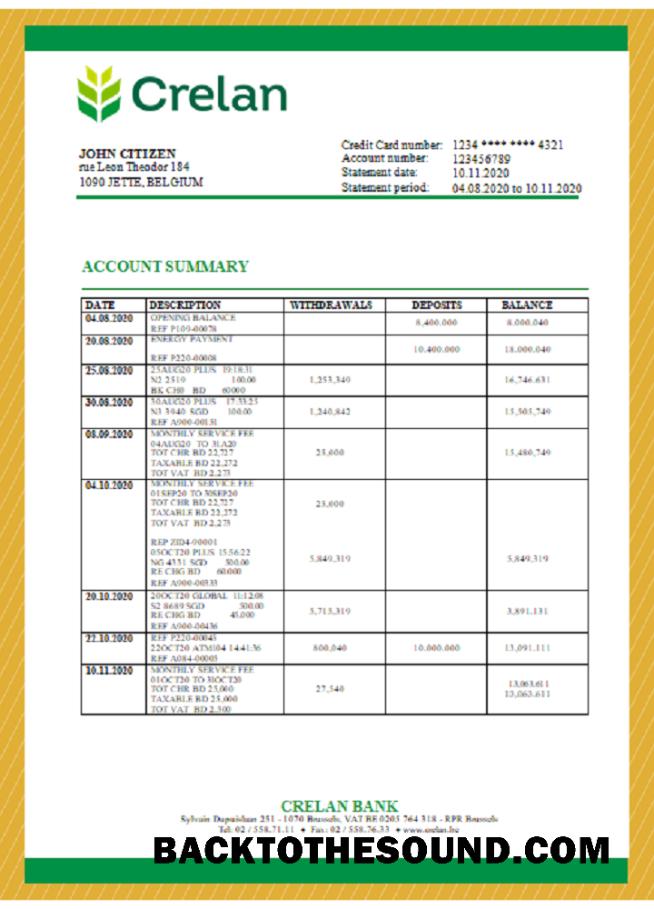 Crelan
JOHN CITIZEN
rue Leon Theodor 184
1090 JETTE, BELGIUM
Credit Card number: 1234 **** **** 4321
Account number: 123456789
Statement date: 10.11.2020
Statement period: 04.08.2020 to 10.11.2020
ACCOUNT SUMMARY
DATE DESCRIPTION WITHDRAWALS DEPOSITS BALANCE
04.08.2020 OPENING BALANCE
8,400.000 8.000.040
REF P109-00078
20.08.2020 ENERGY PAYMENT
10.400.000 18.000.040
REF P220-00008
25.08.2020 25AUG20 PLUS 19:18:31
N2 2519 100.00 1,253,340 16,746.631
BK CHG BD 60000
30.08.2020 30AUG20 PLUS 17:33:25
N3 3940 SGD 100.00 1,240,842 15,505,749
REF A900-00151
08.09.2020 MONTHLY SERVICE FEE
04AUG20 TO 31A20
TOT CHR BD 22,727 25,000 15,480,749
TAXABLE BD 22,272
TOT VAT BD 2,273
04.10.2020 MONTHLY SERVICE FEE
01SEP20 TO 30SEP20
TOT CHR BD 22,727 25,000
TAXABLE BD 22,272
TOT VAT BD 2,273
REP ZID4-00001
05OCT20 PLUS 15:56:22
NG 4331 SGD 500.00 5,849,319 5,849,319
RE CHG BD 60.000
REF A900-00333
20.10.2020 20OCT20 GLOBAL 11:12:08
S2 8689 SGD 500.00 5,715,319 3,891.131
RE CHG BD 45,000
REF A900-00436
22.10.2020 REF P220-00045
22OCT20 ATM104 14:41:36 800,040 10.000.000 13,091.111
REF A084-00005
10.11.2020 MONTHLY SERVICE FEE
01OCT20 TO 31OCT20
TOT CHR BD 25,000 27,540 13,063.611
TAXABLE BD 25,000 13,063.611
TOT VAT BD 2,500
CRELAN BANK
Sylvain Dupuislaan 251 - 1070 Brussels, VAT BE 0205 764 318 - RPR Brussels
Tel: 02 / 558.71.11 ♦ Fax: 02 / 558.76.33 ♦ www.crelan.be
BACKTOTHESOUND.COM